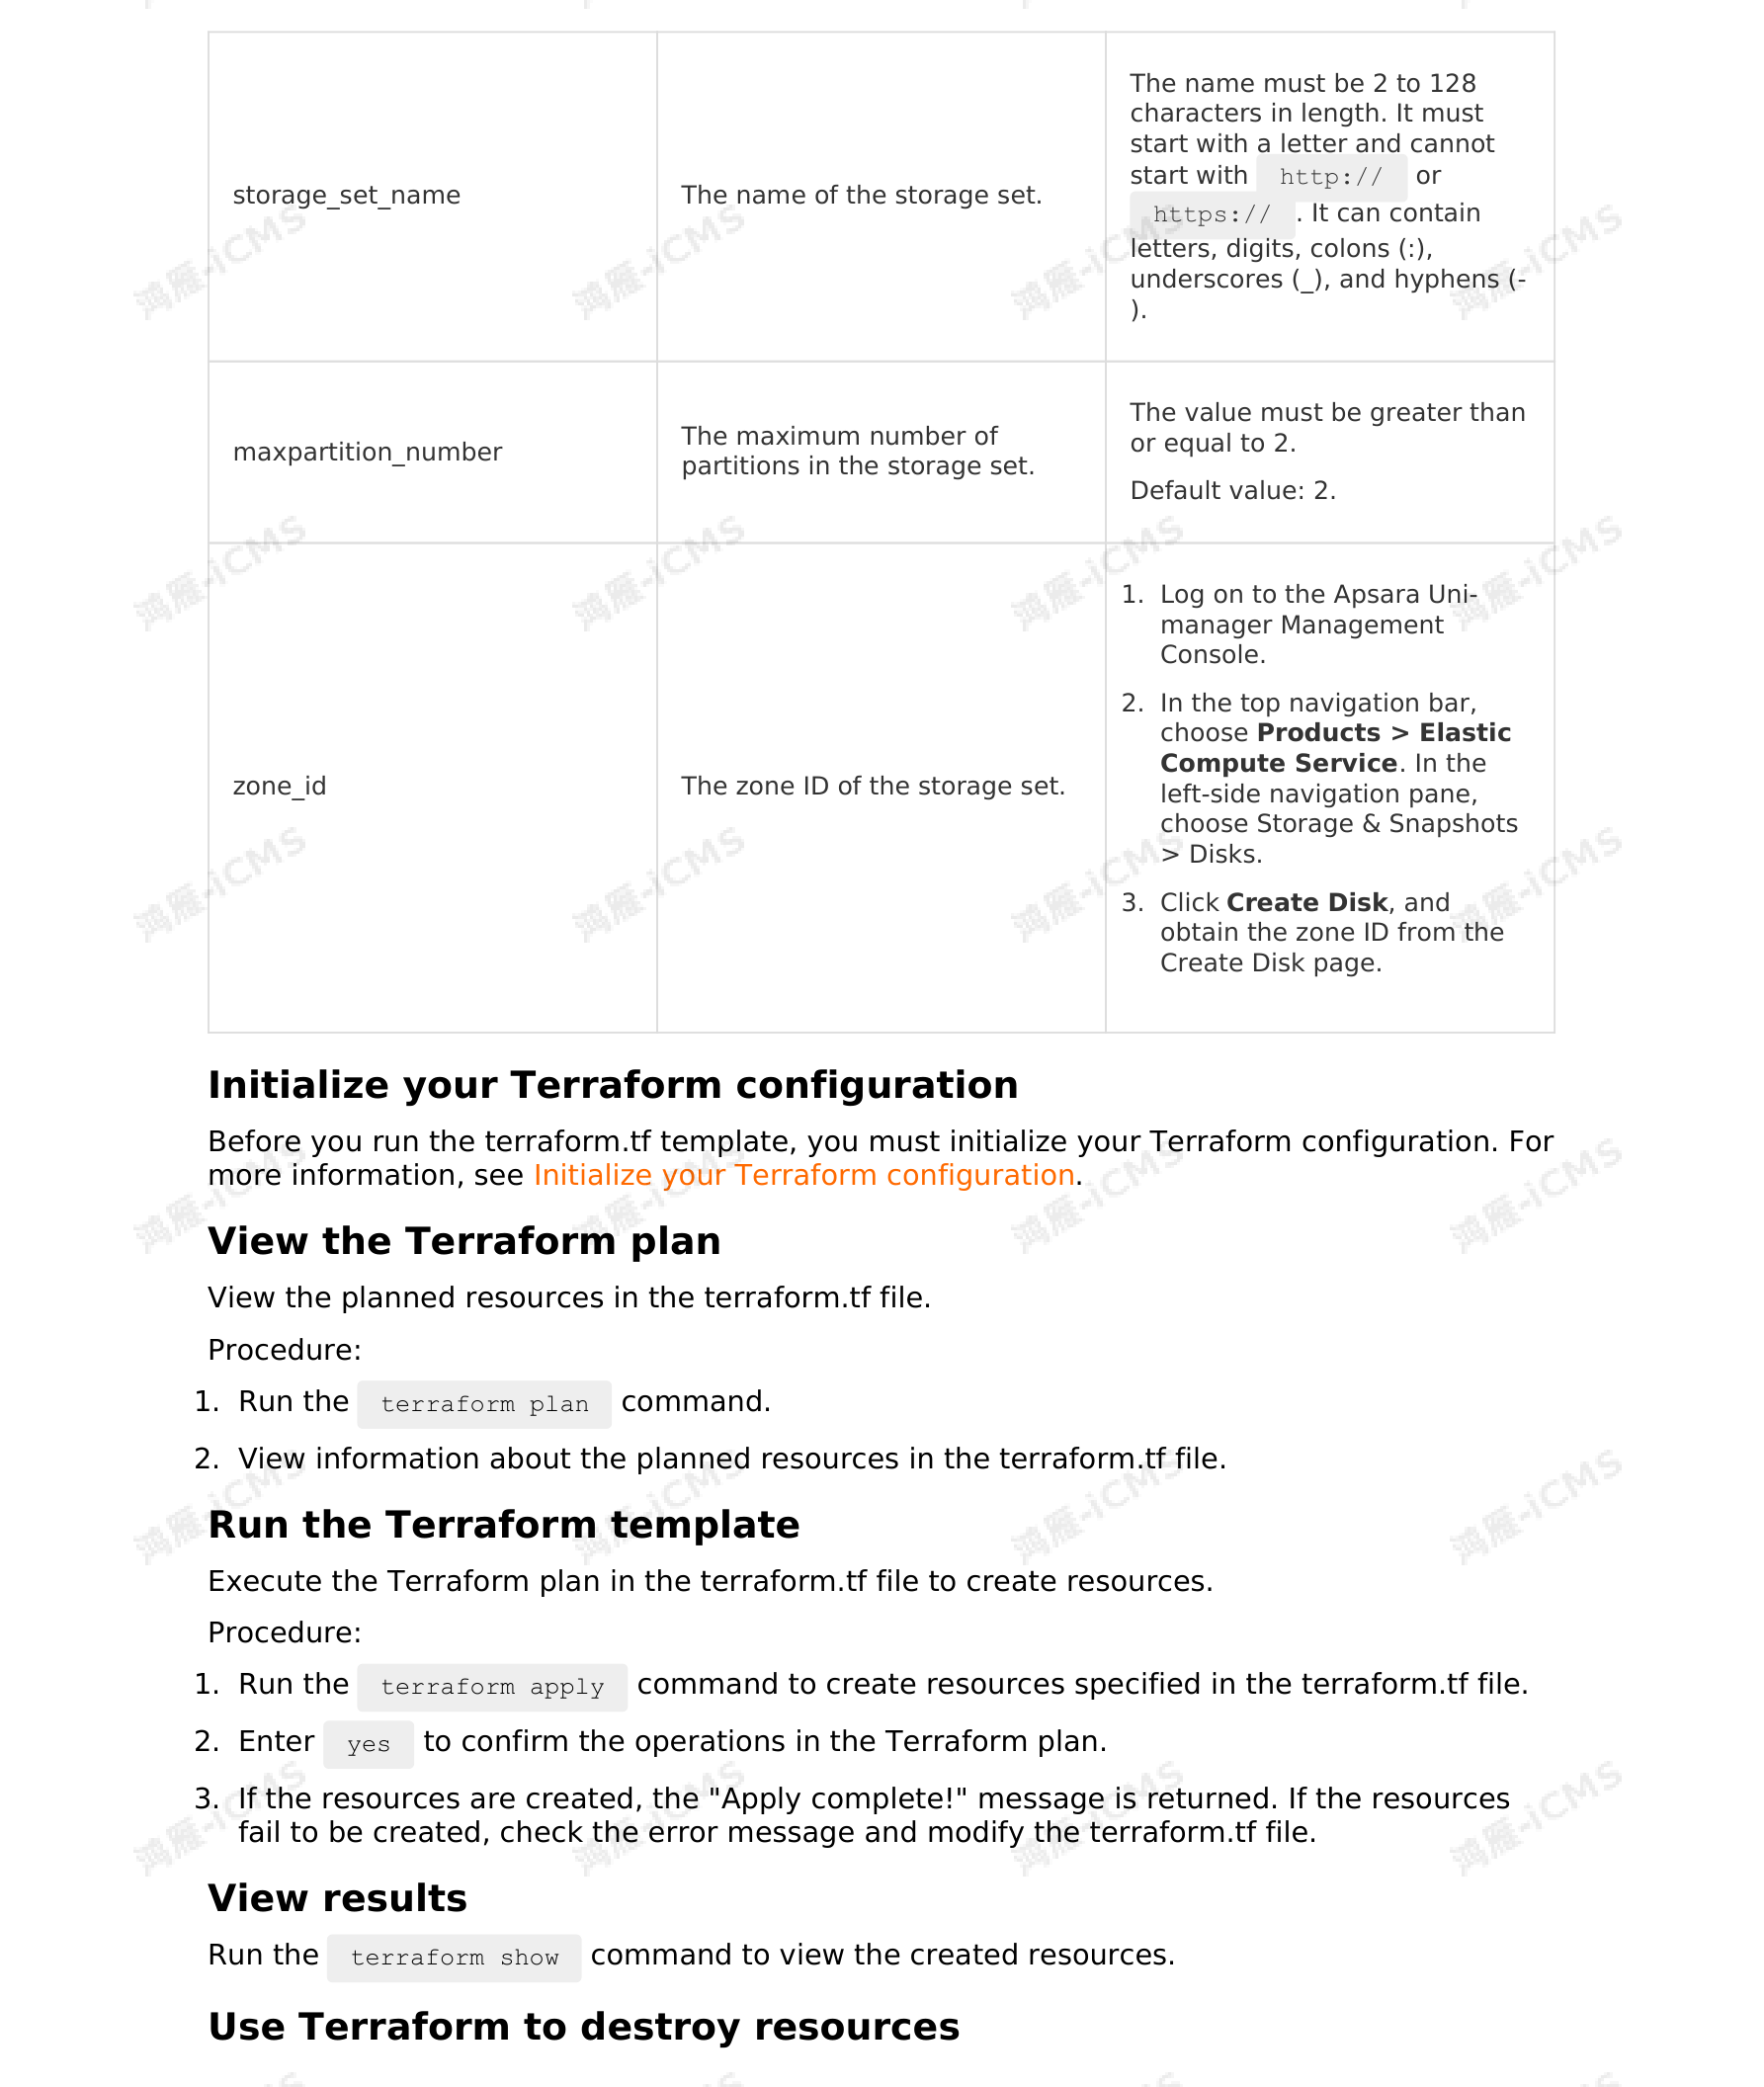 storage_set_name
The name of the storage set.
The name must be 2 to 128
characters in length. It must
start with a letter and cannot
start with http:// or
https:// . It can contain
letters, digits, colons (:),
underscores (_), and hyphens (-
).
maxpartition_number
The maximum number of
partitions in the storage set.
The value must be greater than
or equal to 2.
Default value: 2.
zone_id
The zone ID of the storage set.
1. Log on to the Apsara Uni-
manager Management
Console.
2. In the top navigation bar,
choose Products > Elastic
Compute Service. In the
left-side navigation pane,
choose Storage & Snapshots
> Disks.
3. Click Create Disk, and
obtain the zone ID from the
Create Disk page.
Initialize your Terraform configuration
Before you run the terraform.tf template, you must initialize your Terraform configuration. For
more information, see Initialize your Terraform configuration.
View the Terraform plan
View the planned resources in the terraform.tf file.
Procedure:
1. Run the terraform plan command.
2. View information about the planned resources in the terraform.tf file.
Run the Terraform template
Execute the Terraform plan in the terraform.tf file to create resources.
Procedure:
1. Run the terraform apply command to create resources specified in the terraform.tf file.
2. Enter yes to confirm the operations in the Terraform plan.
3. If the resources are created, the "Apply complete!" message is returned. If the resources
fail to be created, check the error message and modify the terraform.tf file.
View results
Run the terraform show command to view the created resources.
Use Terraform to destroy resources
鸿雁-iCMS